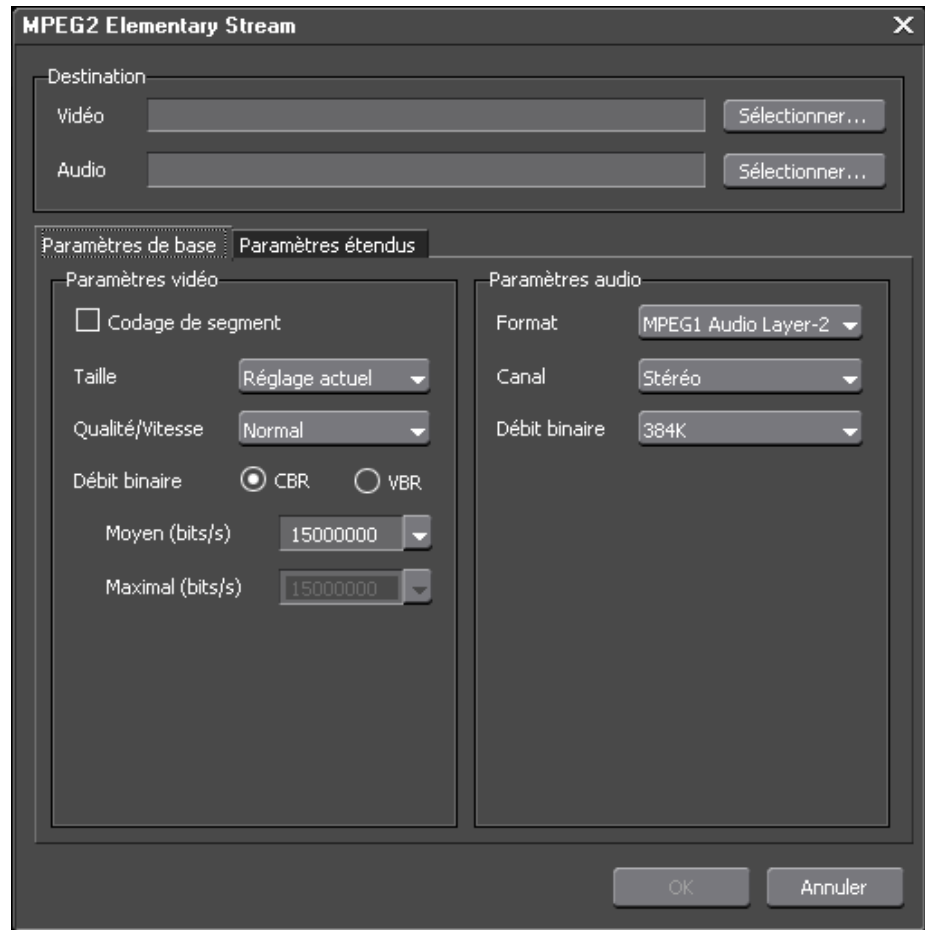 MPEG2 Elementary Stream
Destination
Vidéo
Sélectionner...
Audio
Sélectionner...
Paramètres de base
Paramètres étendus
Paramètres vidéo
Codage de segment
Taille
Réglage actuel
Qualité/Vitesse
Normal
Débit binaire
CBR
VBR
Moyen (bits/s)
15000000
Maximal (bits/s)
15000000
Paramètres audio
Format
MPEG1 Audio Layer-2
Canal
Stéréo
Débit binaire
384K
OK
Annuler